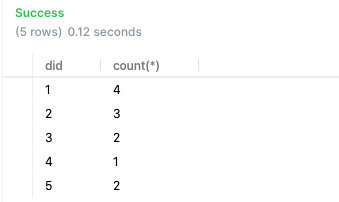 Success
(5 rows) 0.12 seconds
did count(*)
1 4
2 3
3 2
4 1
5 2